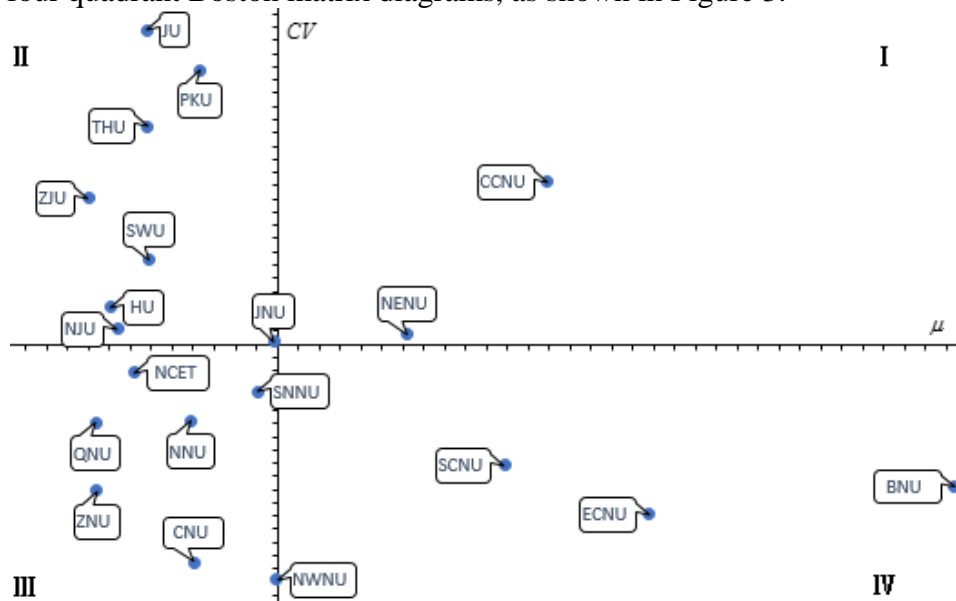 four quadrant Boston matrix diagrams, as shown in Figure 3.
JU
CV
II
I
PKU
THU
CCNU
ZJU
SWU
HU
JNU
NENU
NJU
μ
NCET
SNNU
QNU
NNU
SCNU
BNU
ZNU
CNU
ECNU
NWNU
III
IV